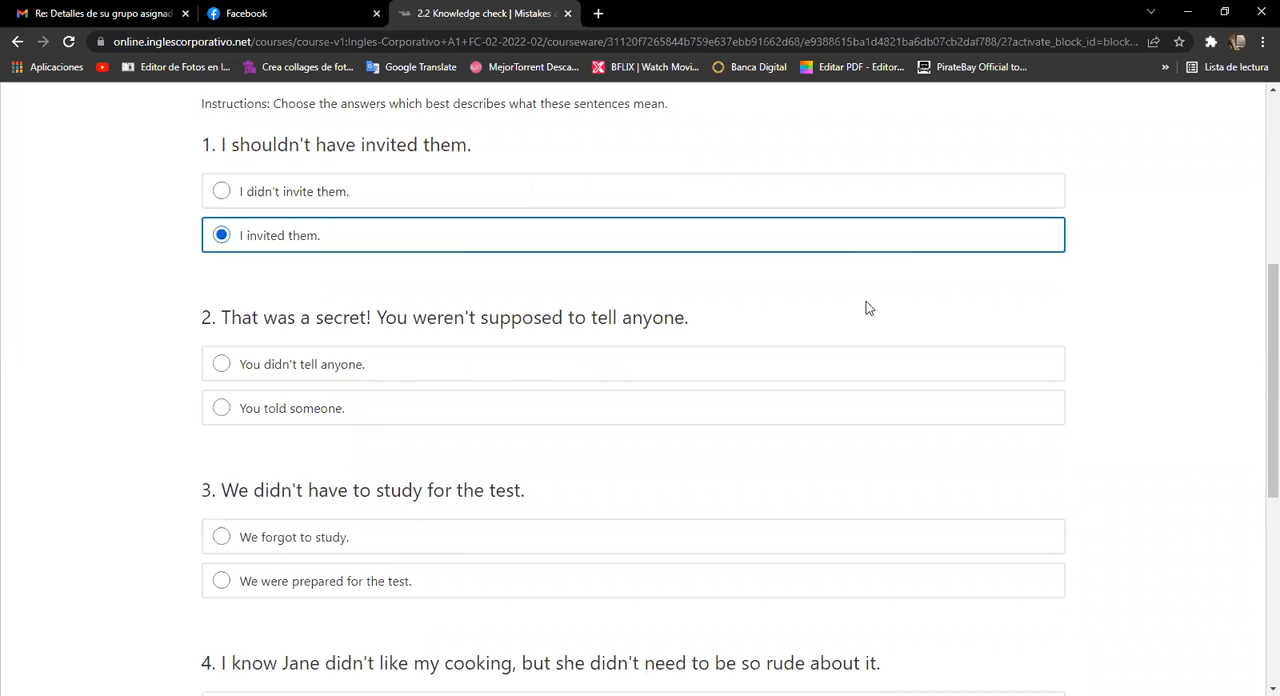 Re: Detalles de su grupo asignad
Facebook
2.2 Knowledge check | Mistakes
online.inglescorporativo.net/courses/course-v1:Ingles-Corporativo+A1+FC-02-2022-02/courseware/31120f7265844b759e637ebb91662d68/e9388615ba1d4821ba6db07cb2daf788/2?activate_block_id=block...
Aplicaciones
Editor de Fotos en l...
Crea collages de fot...
Google Translate
MejorTorrent Desca...
BFLIX | Watch Movi...
Banca Digital
Editar PDF - Editor...
PirateBay Official to...
»
Lista de lectura
Instructions: Choose the answers which best describes what these sentences mean.
1. I shouldn't have invited them.
I didn't invite them.
I invited them.
2. That was a secret! You weren't supposed to tell anyone.
You didn't tell anyone.
You told someone.
3. We didn't have to study for the test.
We forgot to study.
We were prepared for the test.
4. I know Jane didn't like my cooking, but she didn't need to be so rude about it.